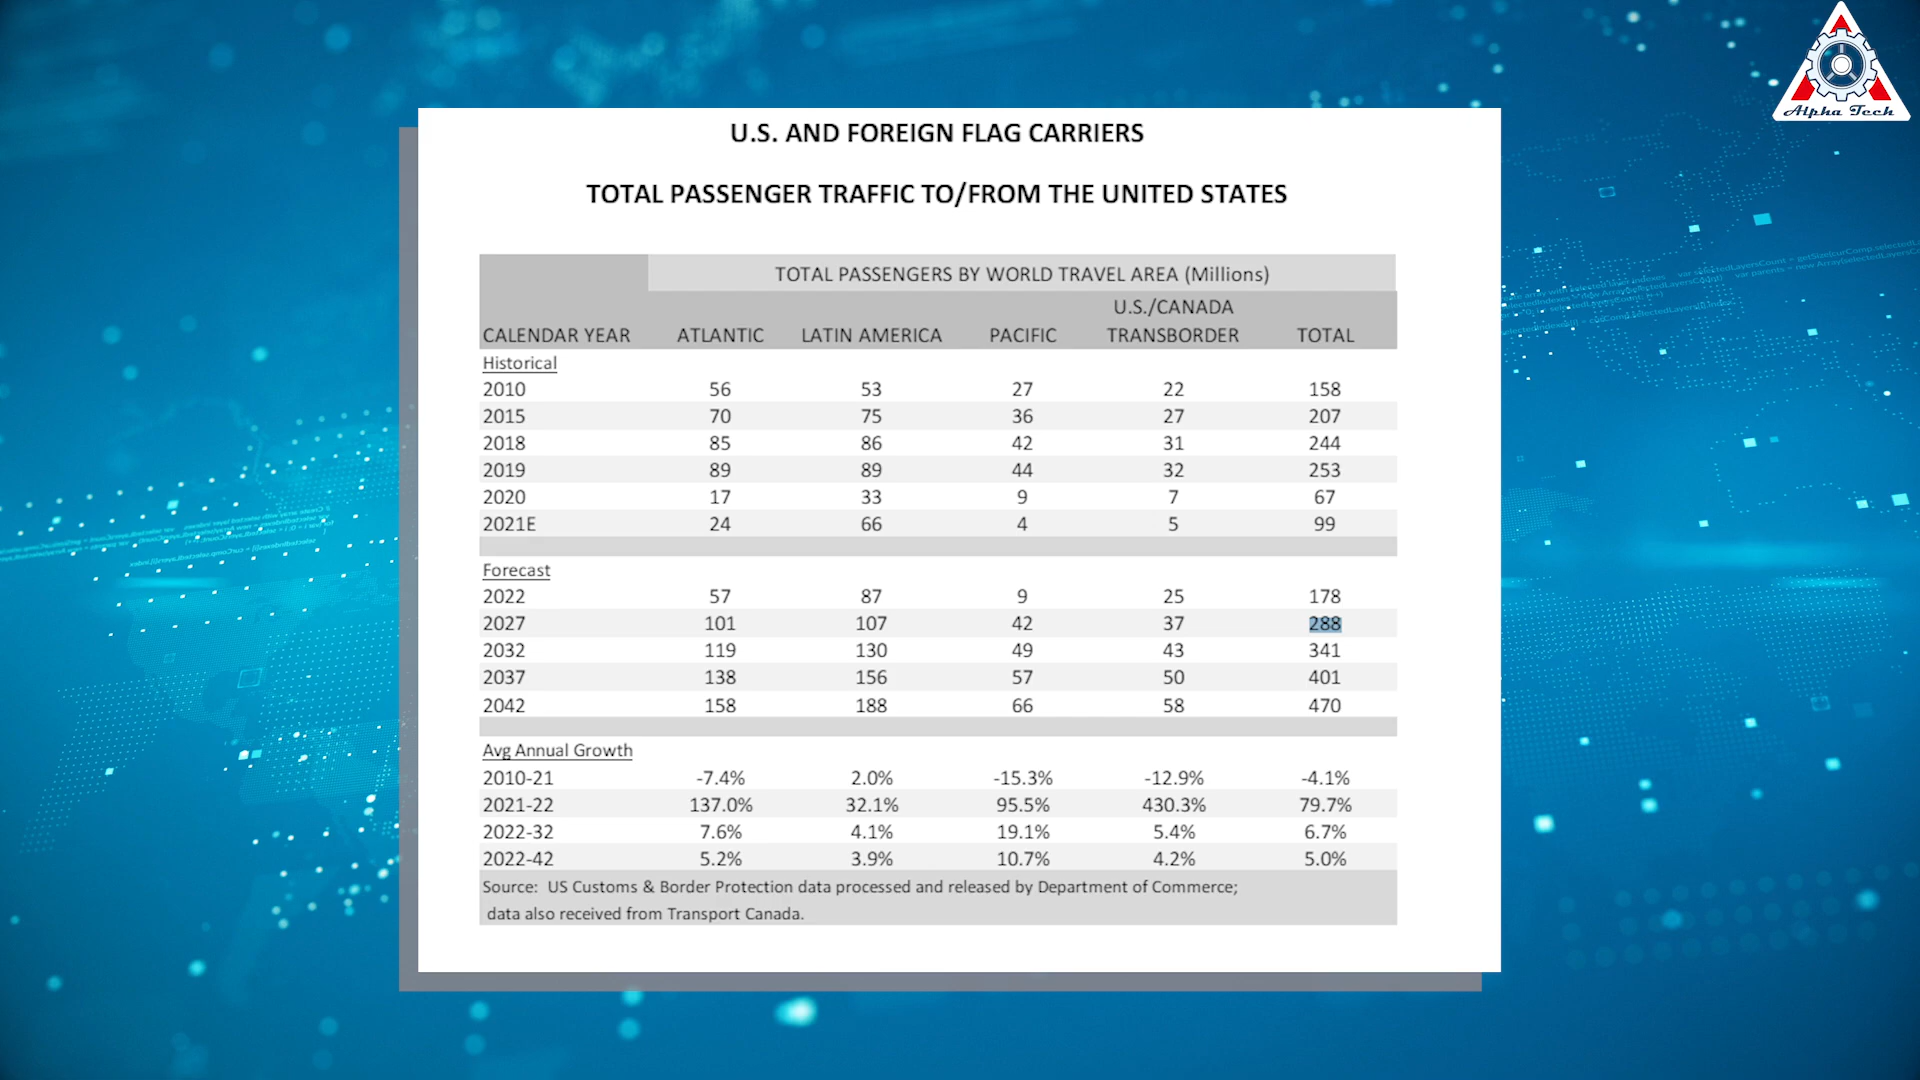 Alpha Tech
U.S. AND FOREIGN FLAG CARRIERS
TOTAL PASSENGER TRAFFIC TO/FROM THE UNITED STATES
TOTAL PASSENGERS BY WORLD TRAVEL AREA (Millions)
U.S./CANADA
CALENDAR YEAR ATLANTIC LATIN AMERICA PACIFIC TRANSBORDER TOTAL
Historical
2010 56 53 27 22 158
2015 70 75 36 27 207
2018 85 86 42 31 244
2019 89 89 44 32 253
2020 17 33 9 7 67
2021E 24 66 4 5 99
Forecast
2022 57 87 9 25 178
2027 101 107 42 37 288
2032 119 130 49 43 341
2037 138 156 57 50 401
2042 158 188 66 58 470
Avg Annual Growth
2010-21 -7.4% 2.0% -15.3% -12.9% -4.1%
2021-22 137.0% 32.1% 95.5% 430.3% 79.7%
2022-32 7.6% 4.1% 19.1% 5.4% 6.7%
2022-42 5.2% 3.9% 10.7% 4.2% 5.0%
Source: US Customs & Border Protection data processed and released by Department of Commerce;
data also received from Transport Canada.